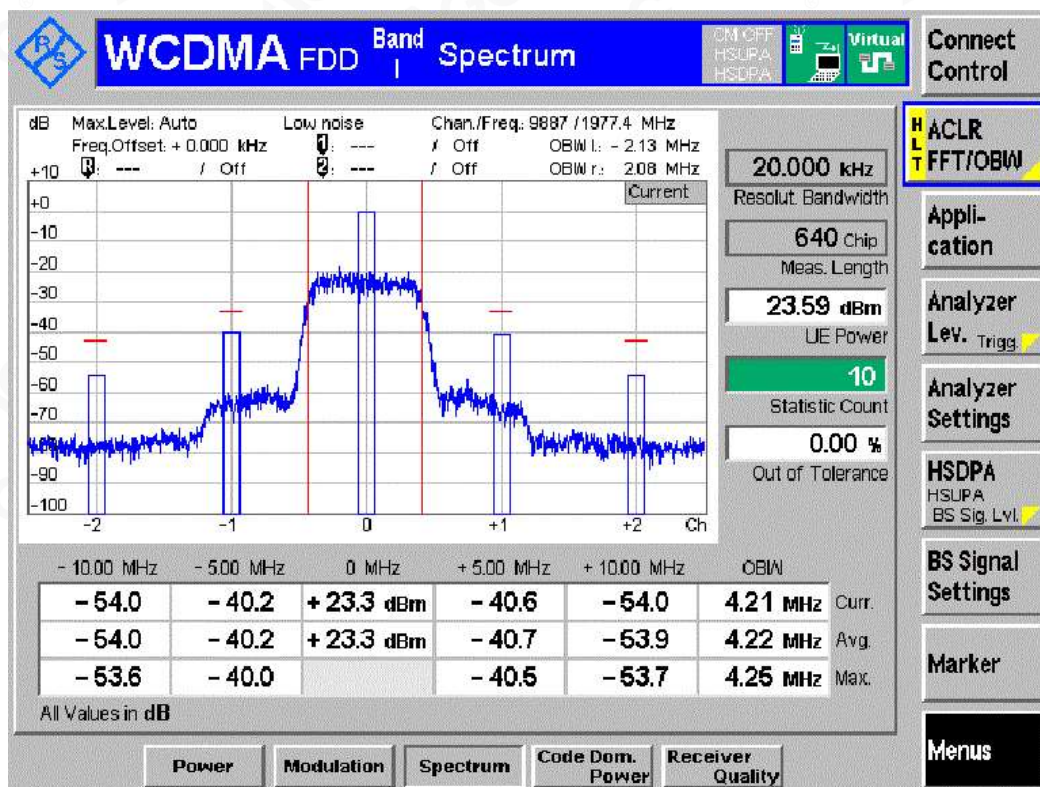 R&S
WCDMA FDD Band I Spectrum
CM OFF
HSUPA
HSDPA
Virtual
Connect Control
dB Max.Level: Auto Low noise Chan./Freq.: 9887 / 1977.4 MHz
Freq.Offset: + 0.000 kHz 1: --- / Off OBW l.: - 2.13 MHz
R: --- / Off 2: --- / Off OBW r.: 2.08 MHz
Current
+10
+0
-10
-20
-30
-40
-50
-60
-70
-80
-90
-100
-2 -1 0 +1 +2 Ch
20.000 kHz
Resolut. Bandwidth
640 Chip
Meas. Length
23.59 dBm
UE Power
10
Statistic Count
0.00 %
Out of Tolerance
HLT
ACLR
FFT/OBW
Appli-
cation
Analyzer
Lev. Trigg.
Analyzer
Settings
HSDPA
HSUPA
BS Sig. Lvl.
BS Signal
Settings
Marker
Menus
- 10.00 MHz - 5.00 MHz 0 MHz + 5.00 MHz + 10.00 MHz OBW
- 54.0 - 40.2 + 23.3 dBm - 40.6 - 54.0 4.21 MHz Curr.
- 54.0 - 40.2 + 23.3 dBm - 40.7 - 53.9 4.22 MHz Avg.
- 53.6 - 40.0 - 40.5 - 53.7 4.25 MHz Max.
All Values in dB
Power Modulation Spectrum Code Dom. Power Receiver Quality